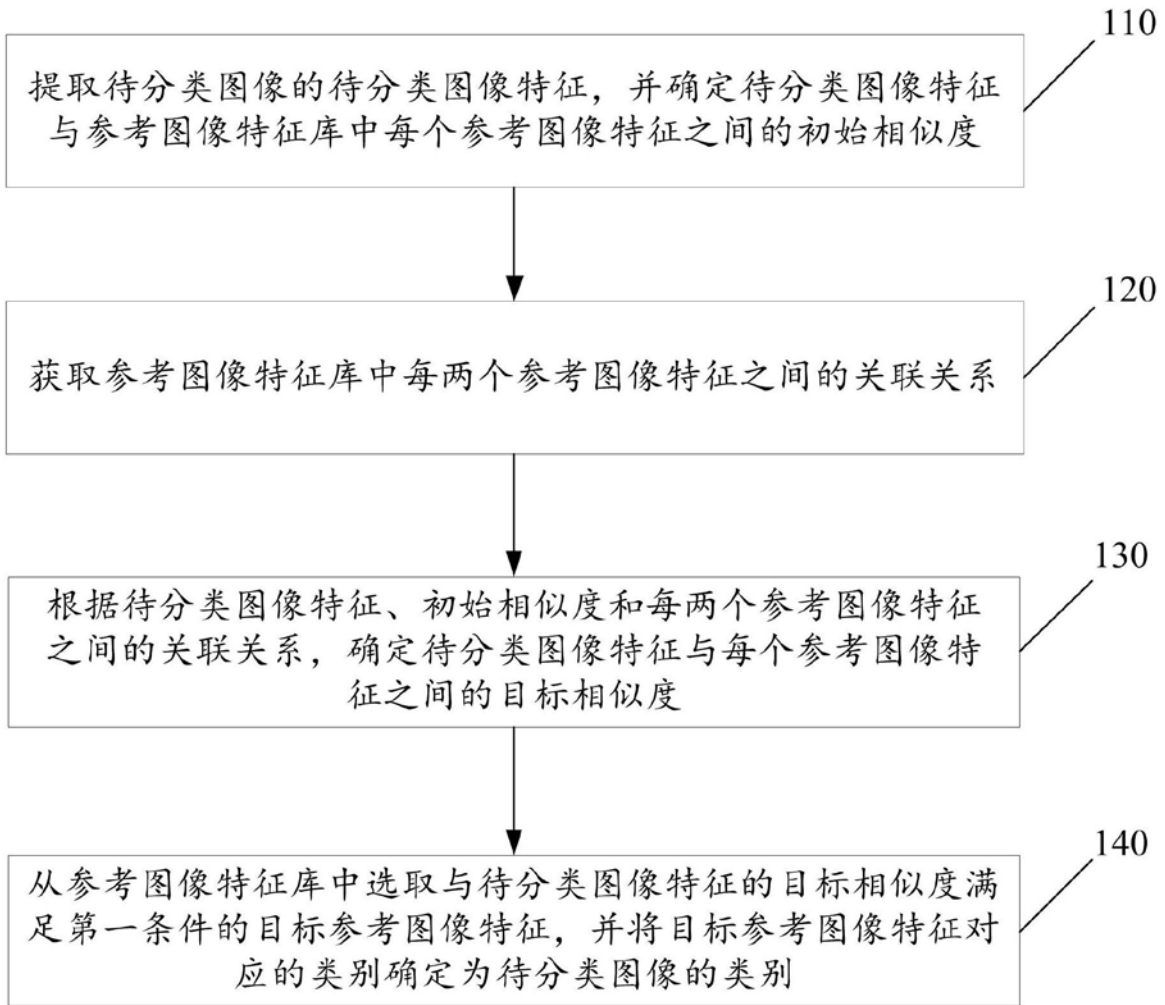 110
提取待分类图像的待分类图像特征，并确定待分类图像特征
与参考图像特征库中每个参考图像特征之间的初始相似度
120
获取参考图像特征库中每两个参考图像特征之间的关联关系
130
根据待分类图像特征、初始相似度和每两个参考图像特征
之间的关联关系，确定待分类图像特征与每个参考图像特
征之间的目标相似度
140
从参考图像特征库中选取与待分类图像特征的目标相似度满
足第一条件的目标参考图像特征，并将目标参考图像特征对
应的类别确定为待分类图像的类别